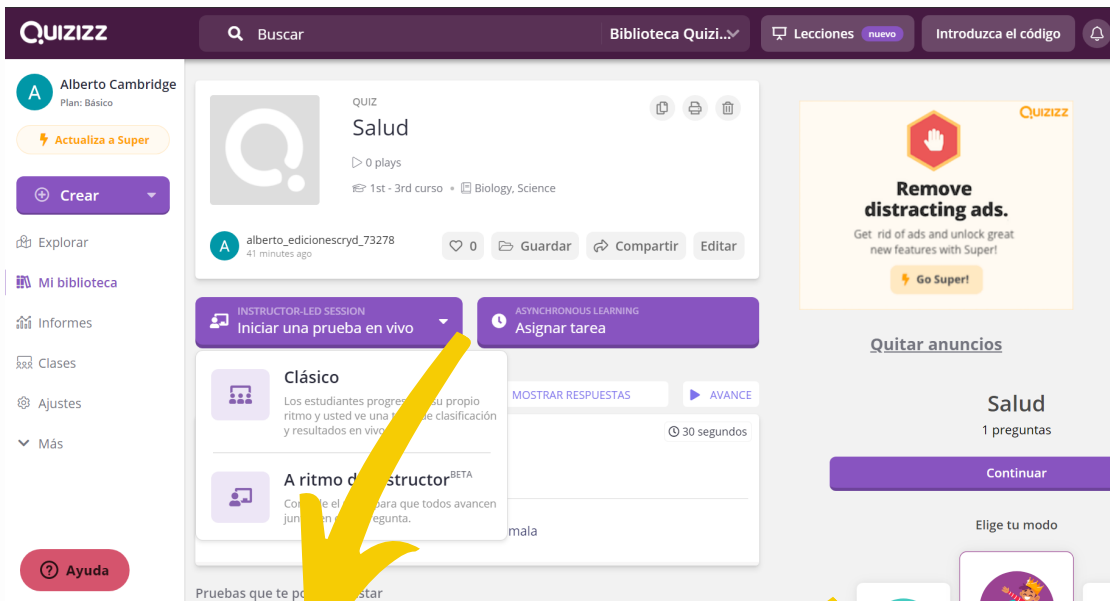 QUIZIZZ
Buscar
Biblioteca Quizi...
Lecciones nuevo
Introduzca el código
A
Alberto Cambridge
Plan: Básico
Actualiza a Super
Crear
Explorar
Mi biblioteca
Informes
Clases
Ajustes
Más
Ayuda
QUIZ
Salud
0 plays
1st - 3rd curso • Biology, Science
A
alberto_edicionescryd_73278
41 minutes ago
0
Guardar
Compartir
Editar
INSTRUCTOR-LED SESSION
Iniciar una prueba en vivo
ASYNCHRONOUS LEARNING
Asignar tarea
Clásico
Los estudiantes progres su propio
ritmo y usted ve una de clasificación
y resultados en vivo
A ritmo d structor BETA
el para que todos avancen
jun en egunta.
MOSTRAR RESPUESTAS
AVANCE
30 segundos
mala
Pruebas que te star
QUIZIZZ
Remove
distracting ads.
Get rid of ads and unlock great
new features with Super!
Go Super!
Quitar anuncios
Salud
1 preguntas
Continuar
Elige tu modo